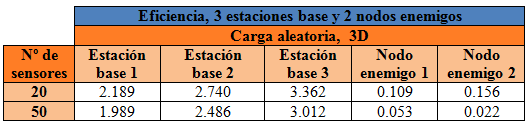 Eficiencia, 3 estaciones base y 2 nodos enemigos
Carga aleatoria, 3D
Nº de sensores Estación base 1 Estación base 2 Estación base 3 Nodo enemigo 1 Nodo enemigo 2
20 2.189 2.740 3.362 0.109 0.156
50 1.989 2.486 3.012 0.053 0.022